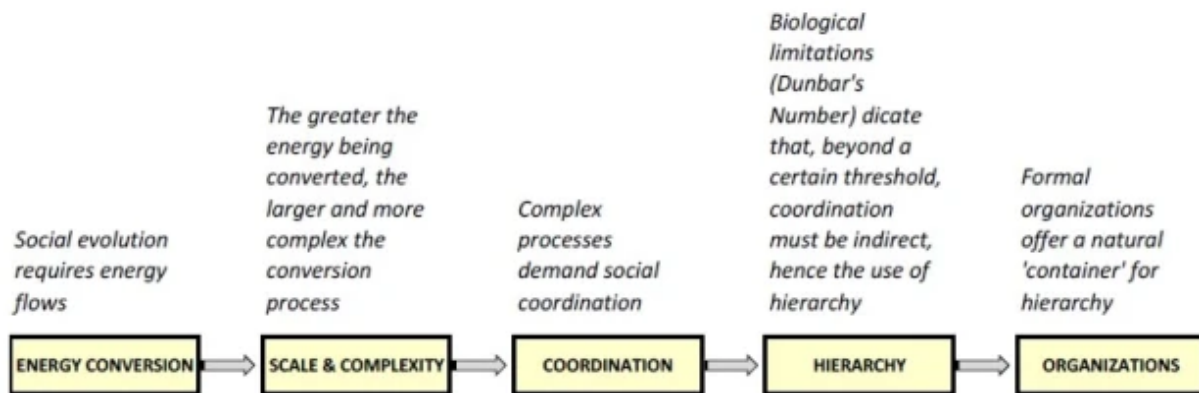 Social evolution
requires energy
flows
The greater the
energy being
converted, the
larger and more
complex the
conversion
process
Complex
processes
demand social
coordination
Biological
limitations
(Dunbar's
Number) dicate
that, beyond a
certain threshold,
coordination
must be indirect,
hence the use of
hierarchy
Formal
organizations
offer a natural
'container' for
hierarchy
ENERGY CONVERSION
SCALE & COMPLEXITY
COORDINATION
HIERARCHY
ORGANIZATIONS